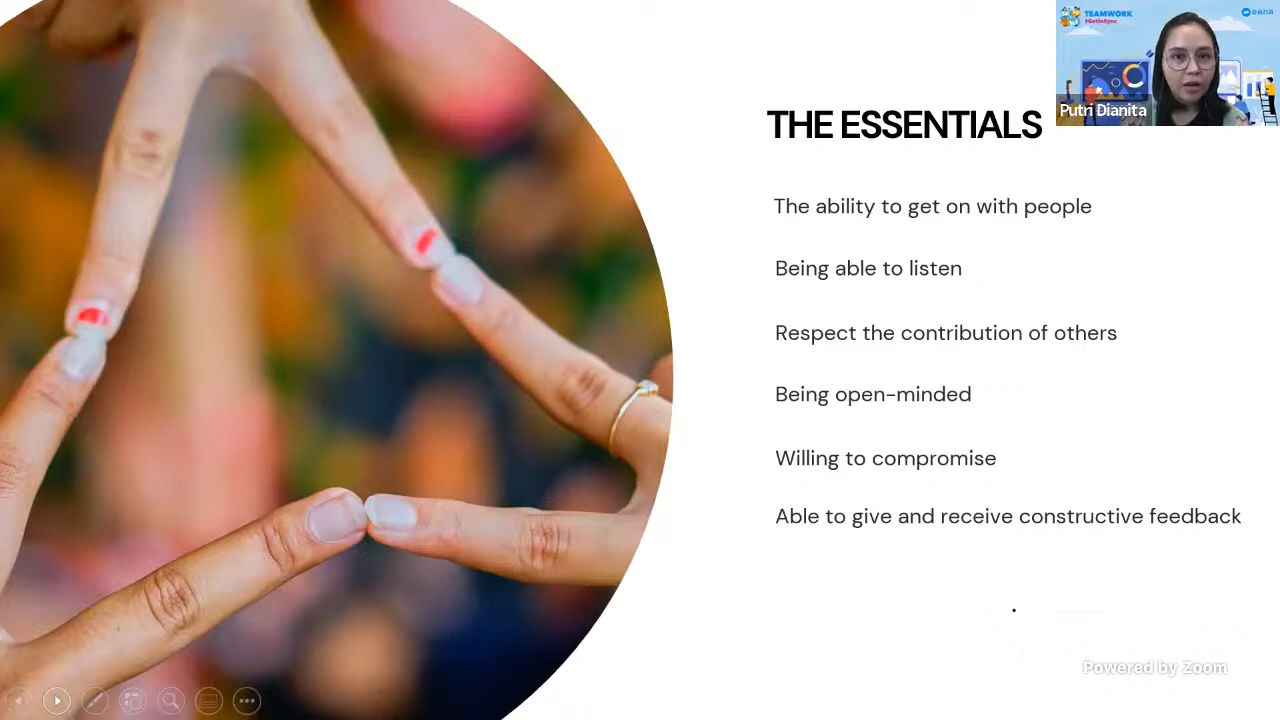 TEAMWORK
#GetInSync
DANA
Putri Dianita
THE ESSENTIALS
The ability to get on with people
Being able to listen
Respect the contribution of others
Being open-minded
Willing to compromise
Able to give and receive constructive feedback
Powered by Zoom